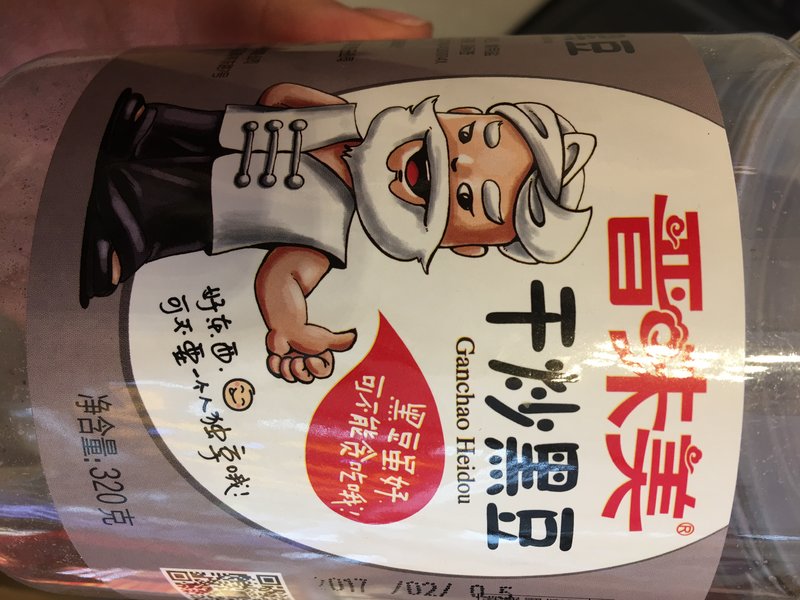 晋味美®
干炒黑豆
Ganchao Heidou
黑豆虽好
可不能贪吃哦!
好东西.
可不要一个人独享哦!
净含量:320克
2017 /02/ 05
豆